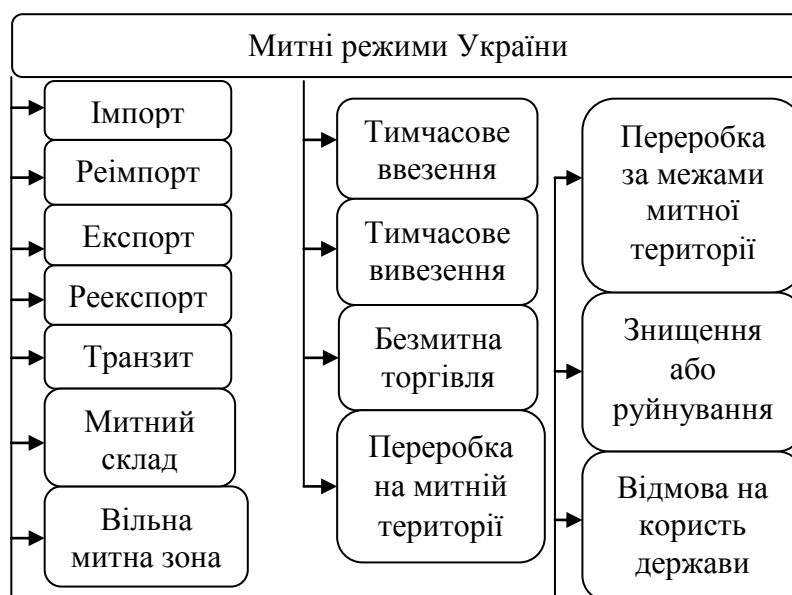 Митні режими України
Імпорт
Реімпорт
Експорт
Реекспорт
Транзит
Митний
склад
Вільна
митна зона
Тимчасове
ввезення
Тимчасове
вивезення
Безмитна
торгівля
Переробка
на митній
території
Переробка
за межами
митної
території
Знищення
або
руйнування
Відмова на
користь
держави